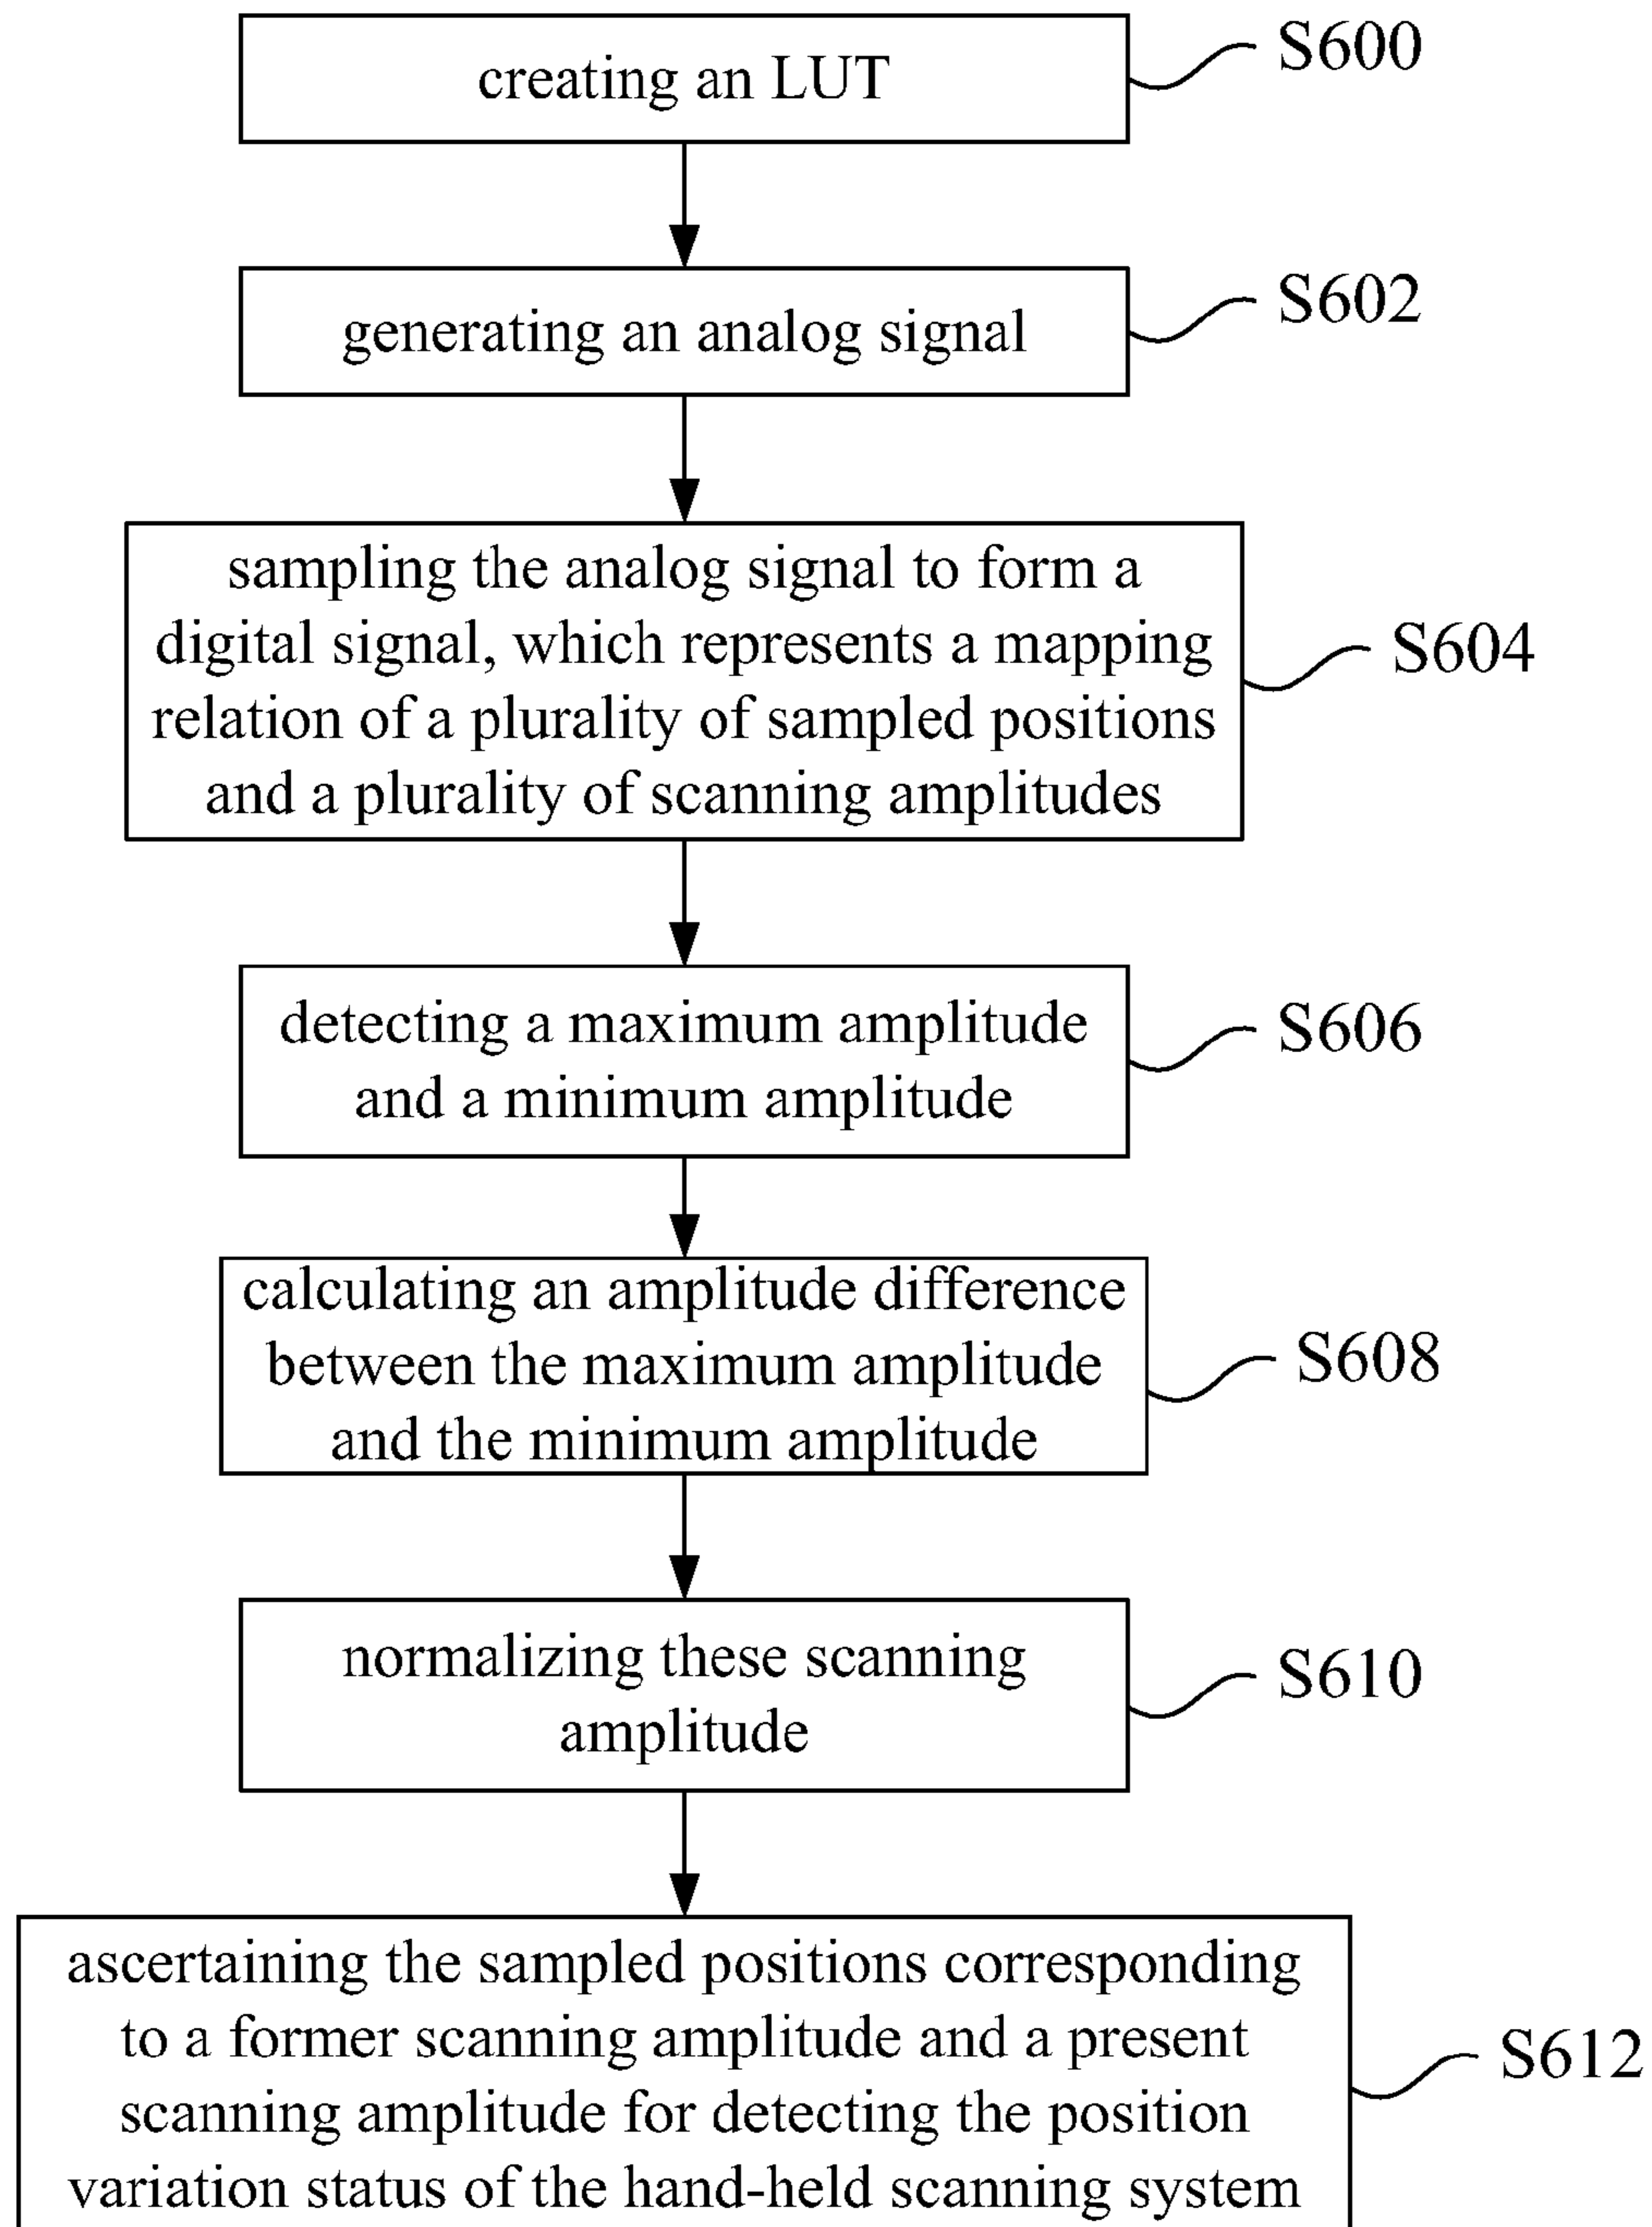 creating an LUT
S600
generating an analog signal
S602
sampling the analog signal to form a
digital signal, which represents a mapping
relation of a plurality of sampled positions
and a plurality of scanning amplitudes
S604
detecting a maximum amplitude
and a minimum amplitude
S606
calculating an amplitude difference
between the maximum amplitude
and the minimum amplitude
S608
normalizing these scanning
amplitude
S610
ascertaining the sampled positions corresponding
to a former scanning amplitude and a present
scanning amplitude for detecting the position
variation status of the hand-held scanning system
S612